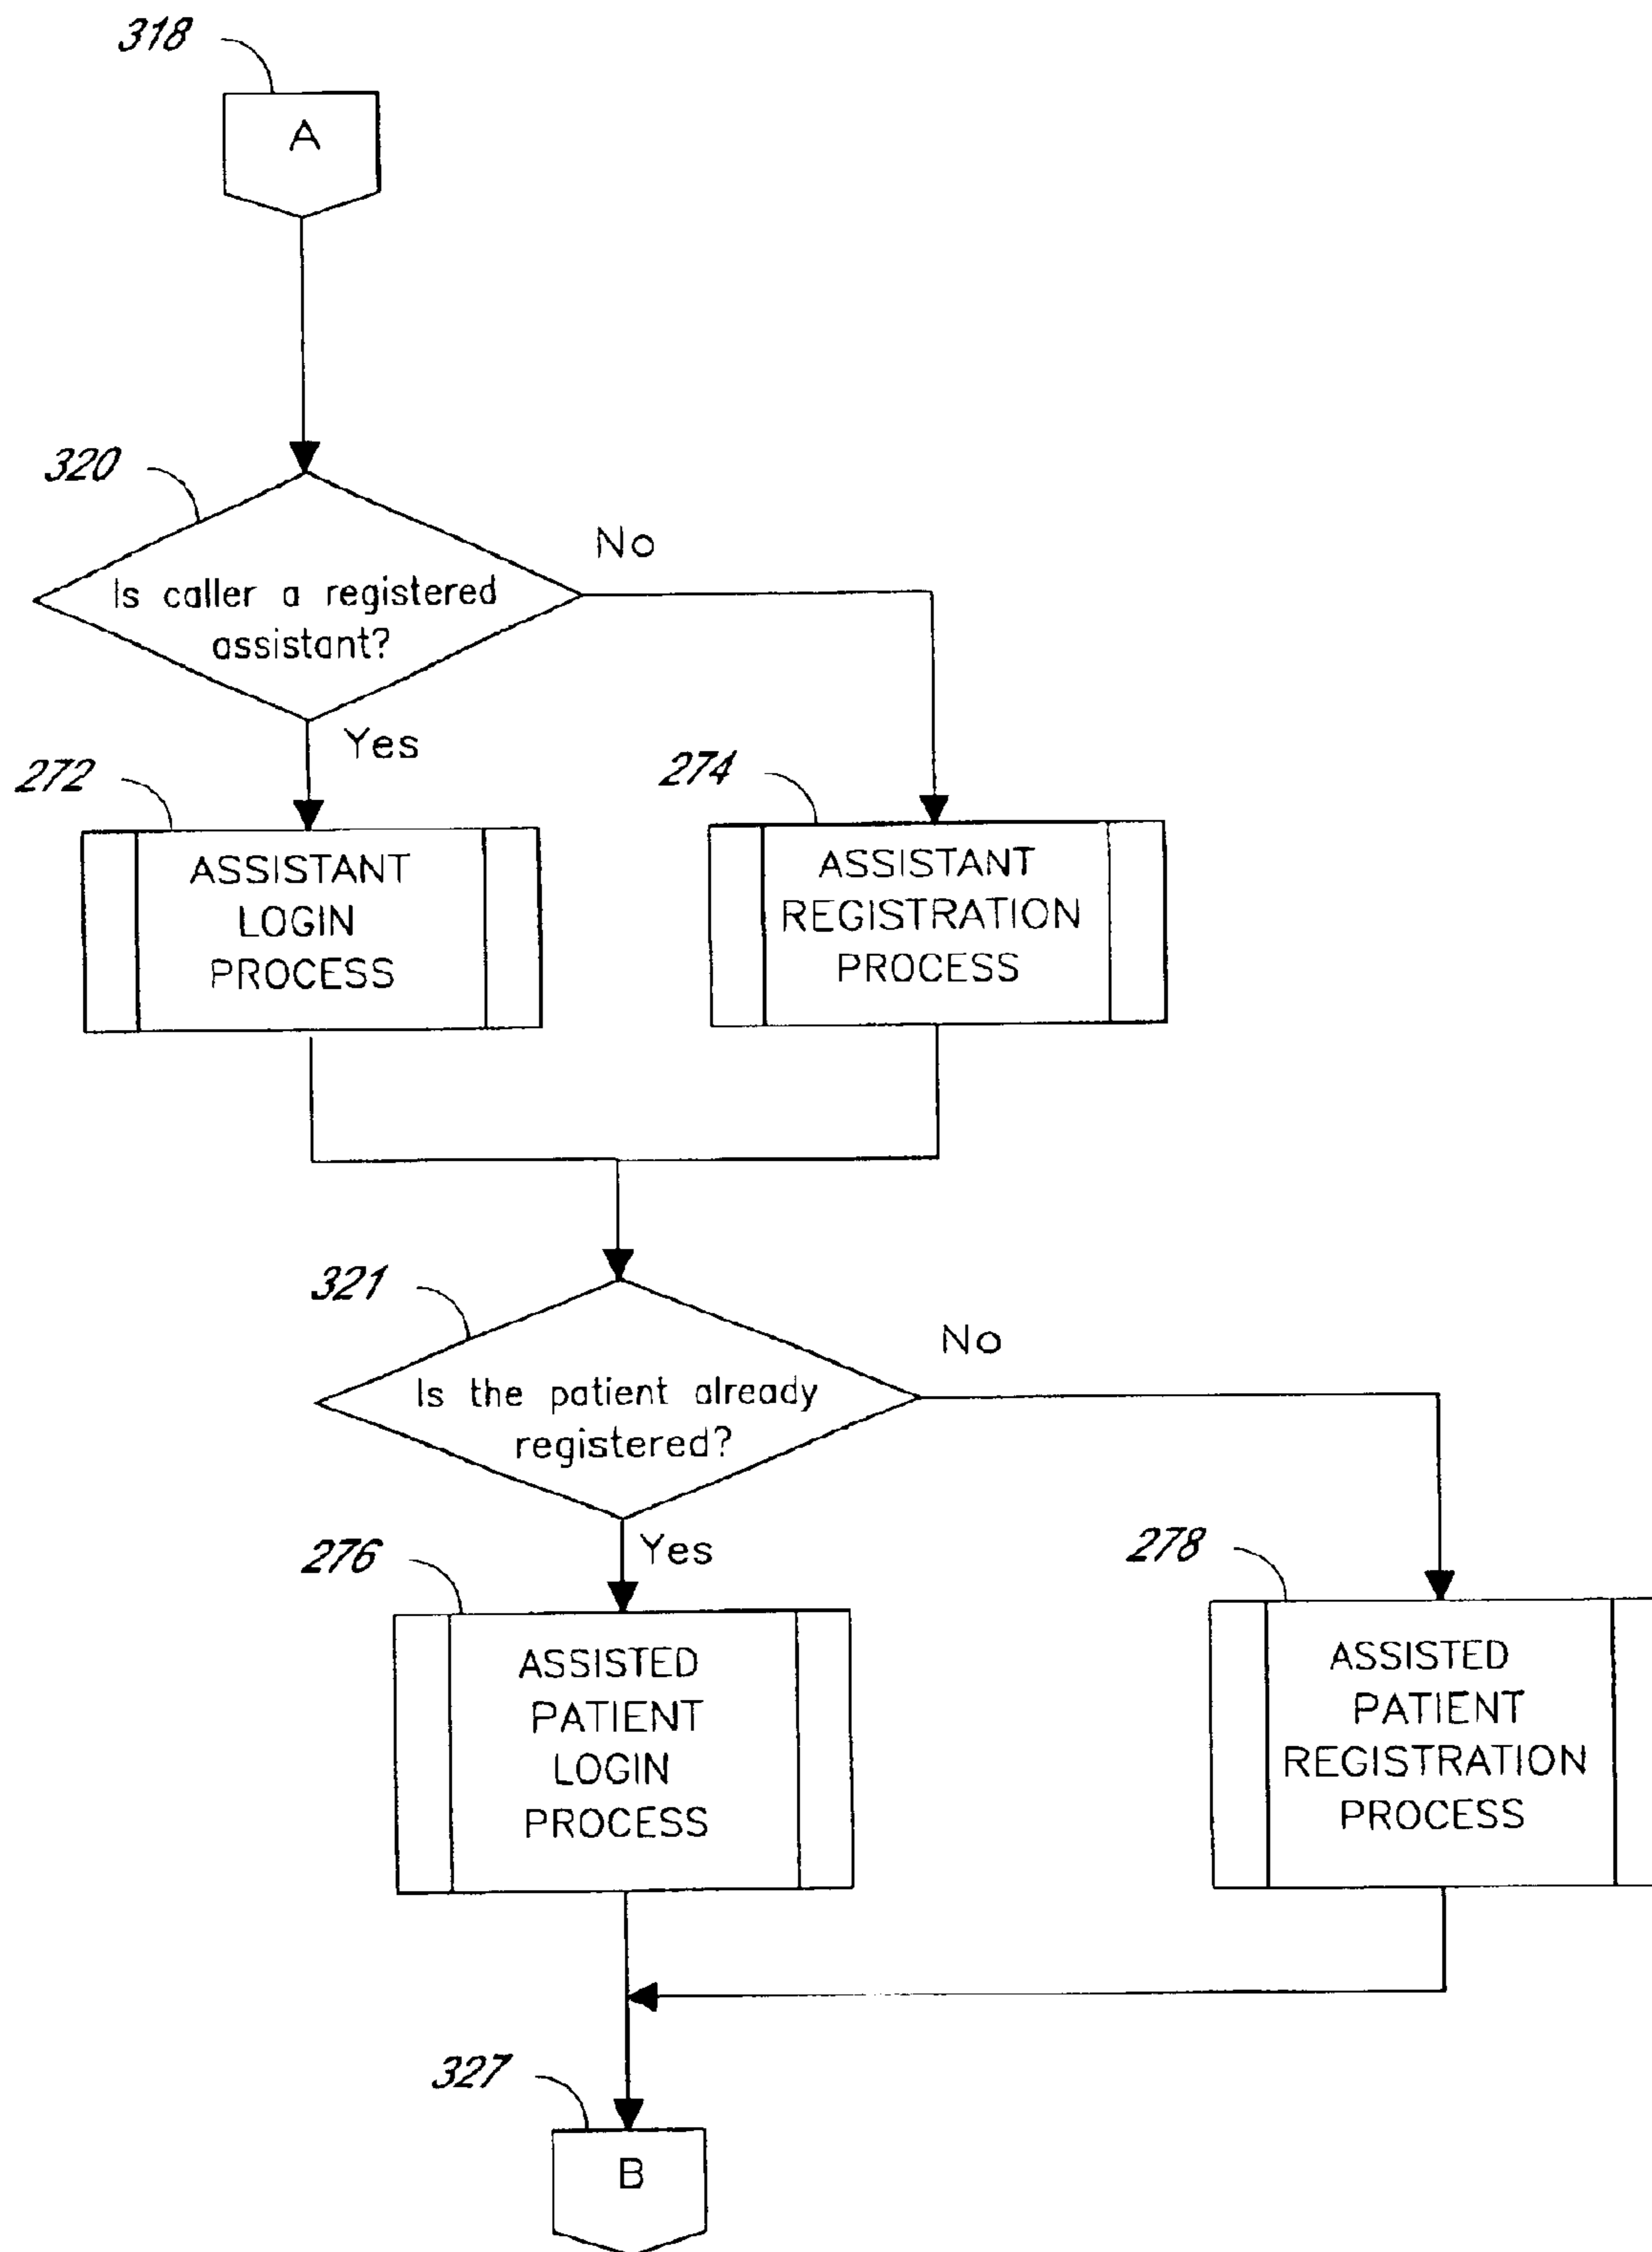 318
A
320
No
Is caller a registered
assistant?
Yes
272
274
ASSISTANT
LOGIN
PROCESS
ASSISTANT
REGISTRATION
PROCESS
321
No
Is the patient already
registered?
Yes
276
278
ASSISTED
PATIENT
LOGIN
PROCESS
ASSISTED
PATIENT
REGISTRATION
PROCESS
327
B